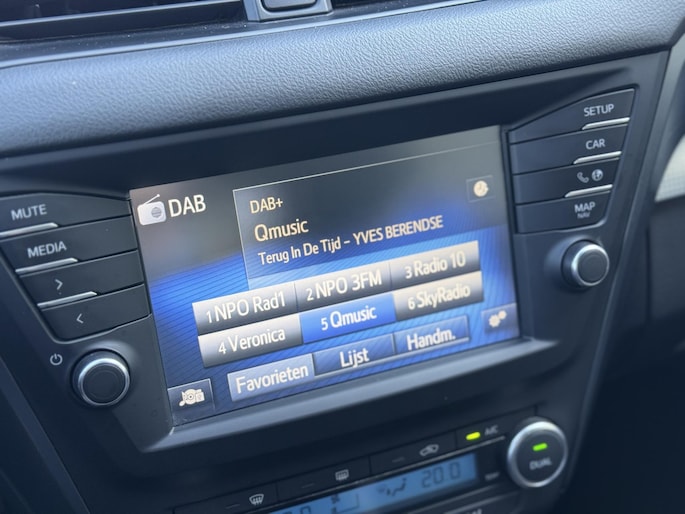 MUTE
MEDIA
>
<
DAB
DAB+
Qmusic
Terug In De Tijd - YVES BERENDSE
1 NPO Rad1
2 NPO 3FM
3 Radio 10
4 Veronica
5 Qmusic
6 SkyRadio
Favorieten
Lijst
Handm.
SETUP
CAR
MAP
NAV
A/C
20.0
DUAL